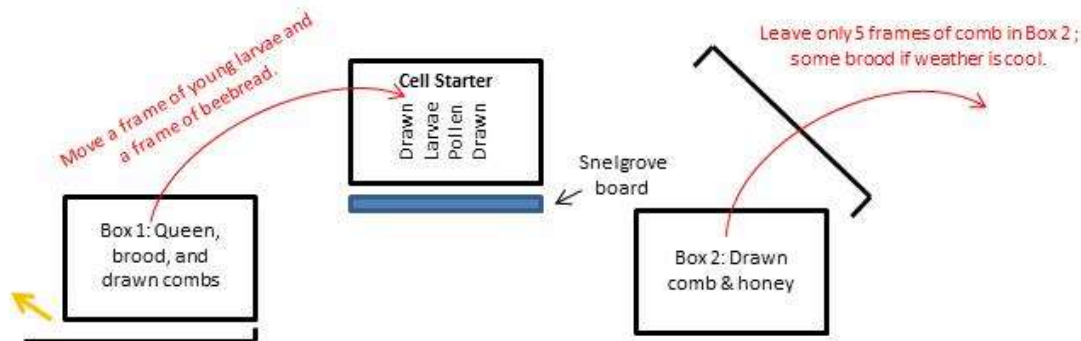 Move a frame of young larvae and
a frame of beebread.
Cell Starter
Drawn
Larvae
Pollen
Drawn
Snelgrove
board
Leave only 5 frames of comb in Box 2;
some brood if weather is cool.
Box 1: Queen,
brood, and
drawn combs
Box 2: Drawn
comb & honey